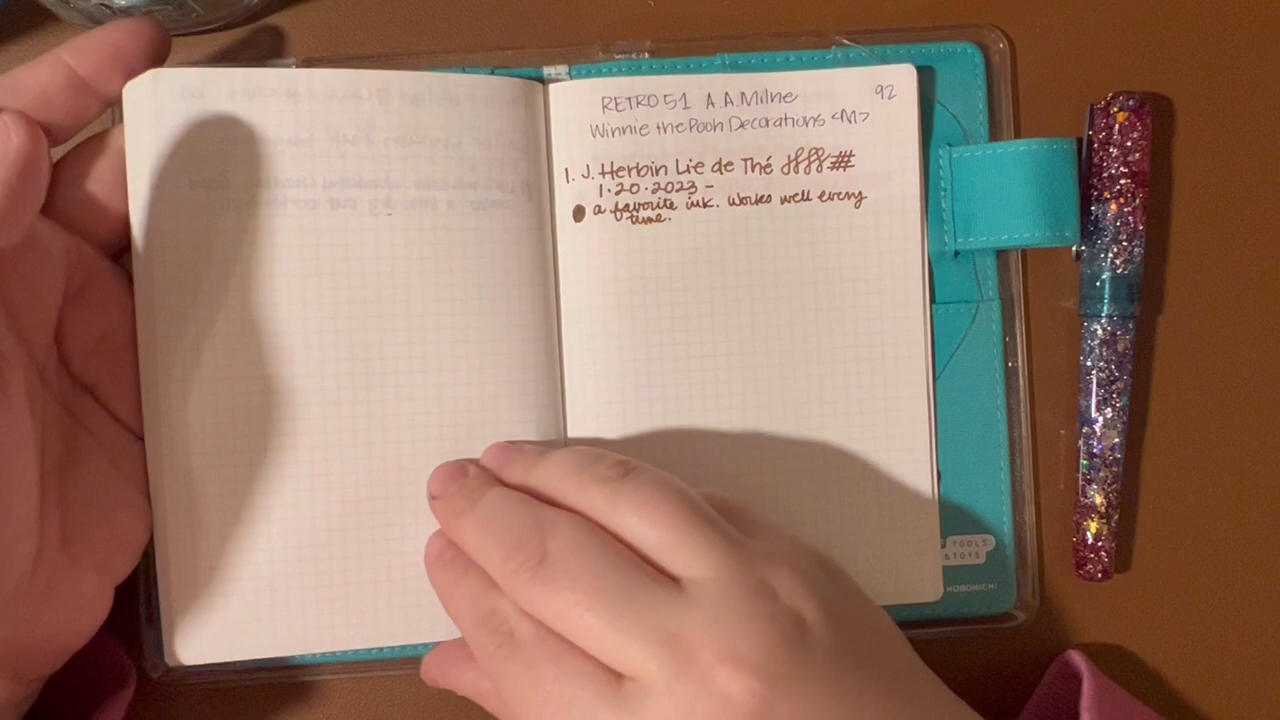 RETRO 51 A.A.Milne 92
Winnie the Pooh Decorations <M>
1. J. Herbin Lie de Thé
1.20.2023 -
a favorite ink. Works well every
time.
TOOLS
&TOYS
HOBONICHI